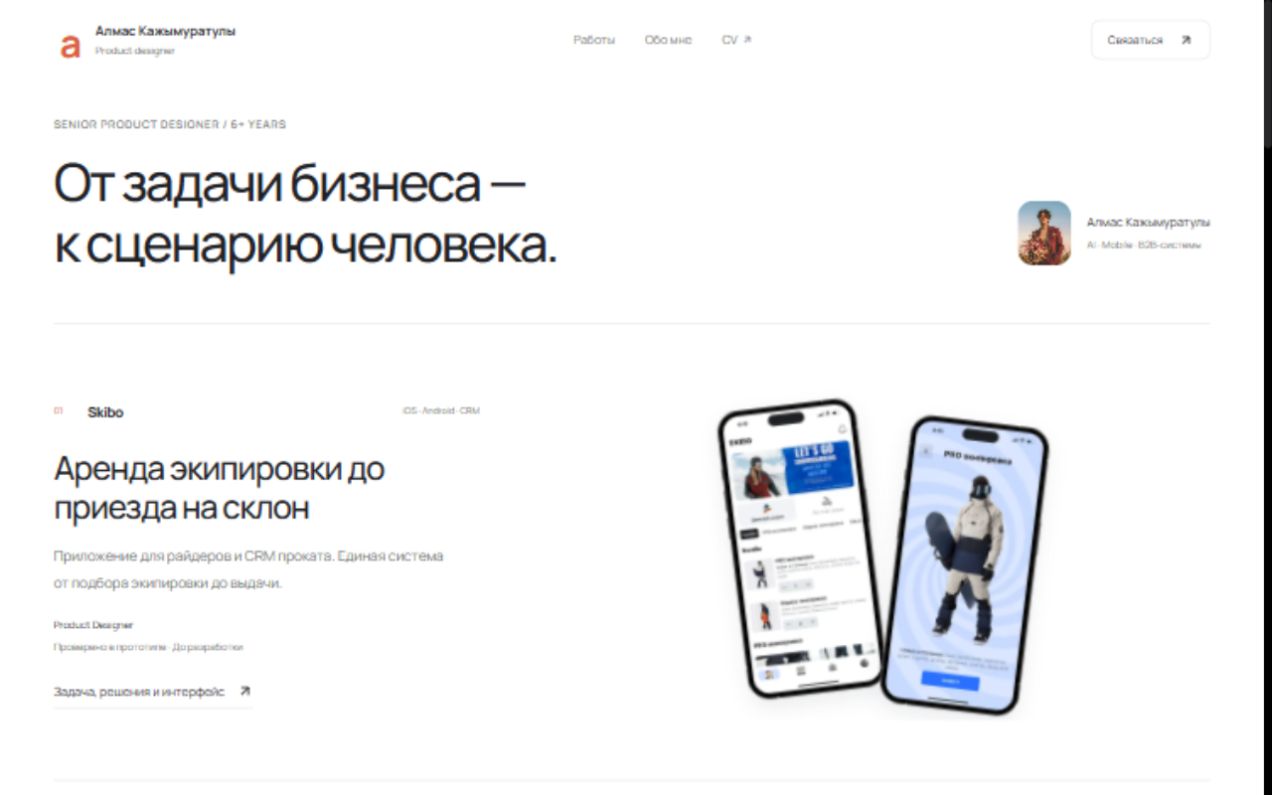 a
Алмас Кажымуратулы
Product designer
Работы
Обо мне
CV ↗
Связаться ↗
SENIOR PRODUCT DESIGNER / 6+ YEARS
От задачи бизнеса —
к сценарию человека.
Алмас Кажымуратулы
AI · Mobile · B2B-системы
01
Skibo
iOS · Android · CRM
Аренда экипировки до
приезда на склон
Приложение для райдеров и CRM проката. Единая система
от подбора экипировки до выдачи.
Product Designer
Проверено в прототипе · До разработки
Задача, решения и интерфейс ↗
SKIBO
LET'S GO
PRO экипировка